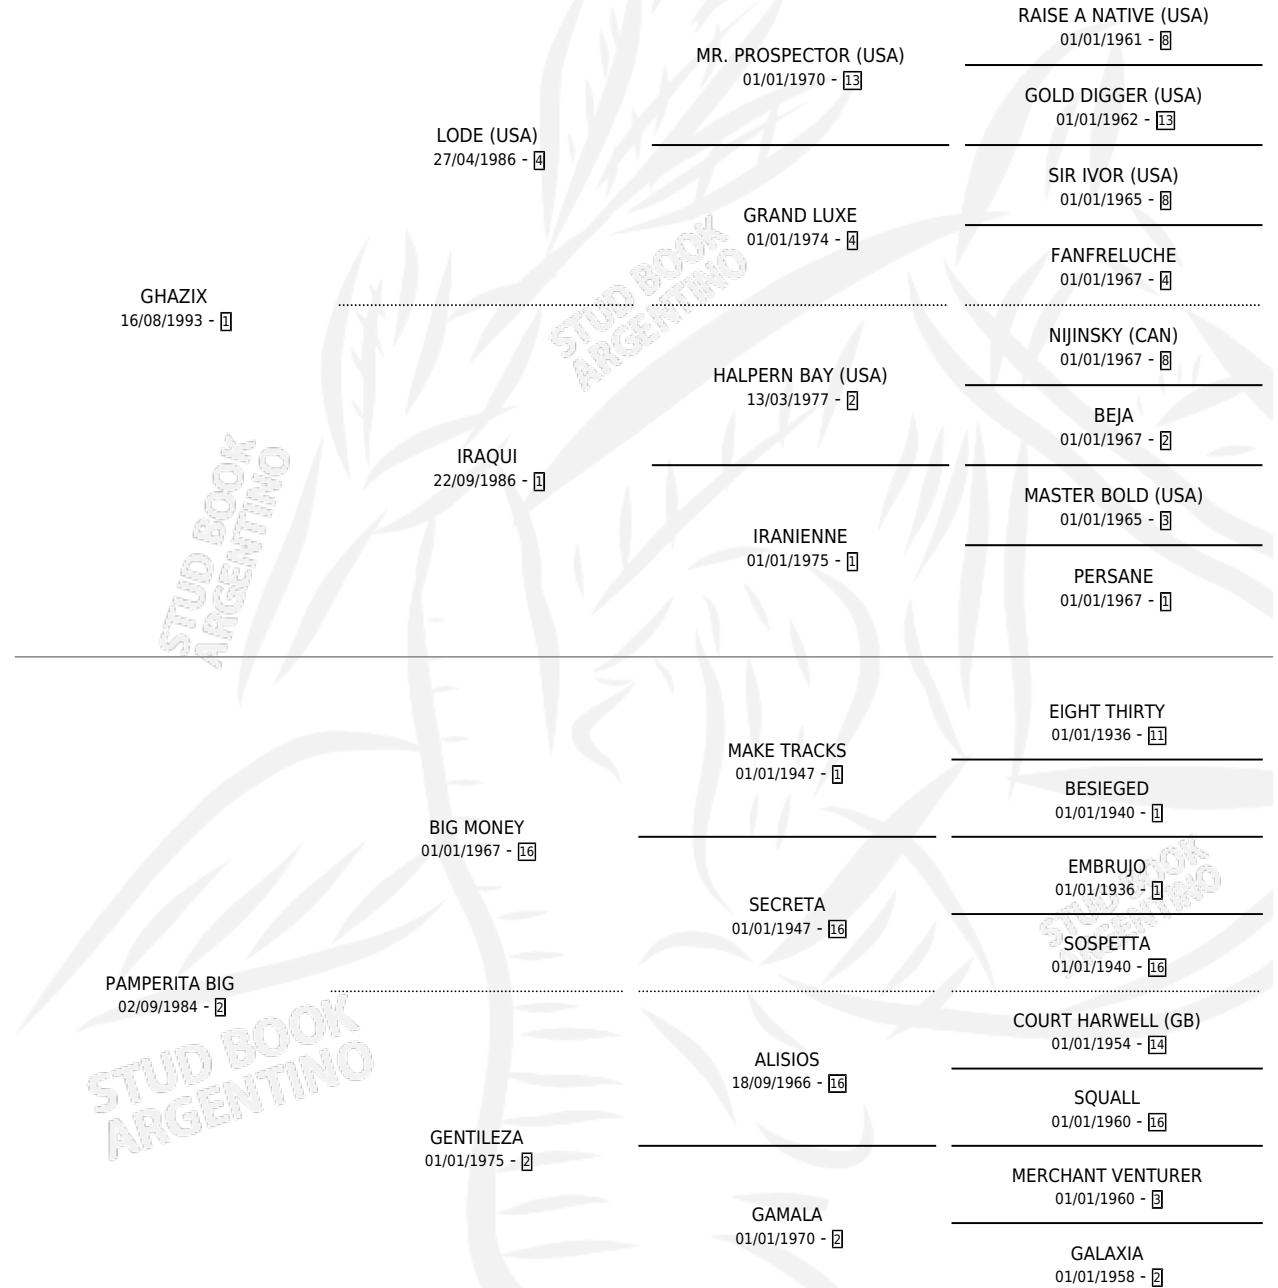 RAISE A NATIVE (USA)
01/01/1961 - 8
MR. PROSPECTOR (USA)
01/01/1970 - 13
GOLD DIGGER (USA)
01/01/1962 - 13
LODE (USA)
27/04/1986 - 4
SIR IVOR (USA)
01/01/1965 - 8
GRAND LUXE
01/01/1974 - 4
FANFRELUCHE
01/01/1967 - 4
GHAZIX
16/08/1993 - 1
NIJINSKY (CAN)
01/01/1967 - 8
HALPERN BAY (USA)
13/03/1977 - 2
BEJA
01/01/1967 - 2
IRAQUI
22/09/1986 - 1
MASTER BOLD (USA)
01/01/1965 - 3
IRANIENNE
01/01/1975 - 1
PERSANE
01/01/1967 - 1
EIGHT THIRTY
01/01/1936 - 11
MAKE TRACKS
01/01/1947 - 1
BESIEGED
01/01/1940 - 1
BIG MONEY
01/01/1967 - 16
EMBRUJO
01/01/1936 - 1
SECRETA
01/01/1947 - 16
SOSPETTA
01/01/1940 - 16
PAMPERITA BIG
02/09/1984 - 2
COURT HARWELL (GB)
01/01/1954 - 14
ALISIOS
18/09/1966 - 16
SQUALL
01/01/1960 - 16
GENTILEZA
01/01/1975 - 2
MERCHANT VENTURER
01/01/1960 - 3
GAMALA
01/01/1970 - 2
GALAXIA
01/01/1958 - 2
STUD BOOK
ARGENTINO
STUD BOOK
ARGENTINO
STUD BOOK
ARGENTINO
STUD BOOK
ARGENTINO